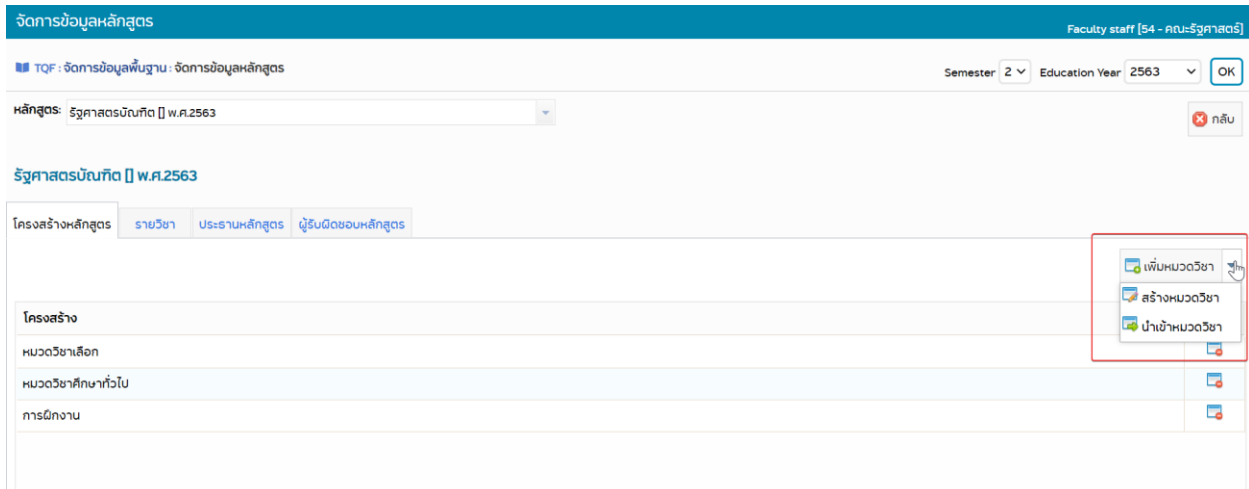 จัดการข้อมูลหลักสูตร
Faculty staff [54 - คณะรัฐศาสตร์]
TQF : จัดการข้อมูลพื้นฐาน : จัดการข้อมูลหลักสูตร
Semester 2 Education Year 2563 OK
หลักสูตร: รัฐศาสตรบัณฑิต [] พ.ศ.2563
กลับ
รัฐศาสตรบัณฑิต [] พ.ศ.2563
โครงสร้างหลักสูตร รายวิชา ประธานหลักสูตร ผู้รับผิดชอบหลักสูตร
เพิ่มหมวดวิชา
สร้างหมวดวิชา
นำเข้าหมวดวิชา
โครงสร้าง
หมวดวิชาเลือก
หมวดวิชาศึกษาทั่วไป
การฝึกงาน